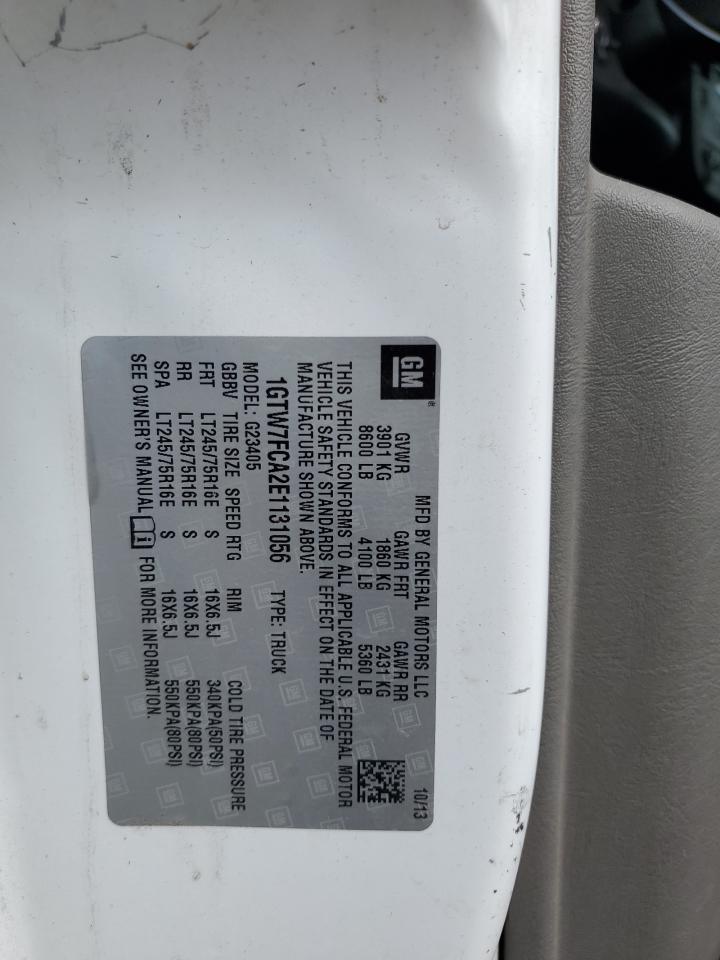 GM ®
MFD BY GENERAL MOTORS LLC 10/13
GVWR GAWR FRT GAWR RR
3901 KG 1860 KG 2431 KG
8600 LB 4100 LB 5360 LB
THIS VEHICLE CONFORMS TO ALL APPLICABLE U.S. FEDERAL MOTOR
VEHICLE SAFETY STANDARDS IN EFFECT ON THE DATE OF
MANUFACTURE SHOWN ABOVE.
1GTW7FCA2E1131056 TYPE: TRUCK
MODEL: G23405
GBBV TIRE SIZE SPEED RTG RIM COLD TIRE PRESSURE
FRT LT245/75R16E S 16X6.5J 340KPA(50PSI)
RR LT245/75R16E S 16X6.5J 550KPA(80PSI)
SPA LT245/75R16E S 16X6.5J 550KPA(80PSI)
SEE OWNER'S MANUAL i FOR MORE INFORMATION.